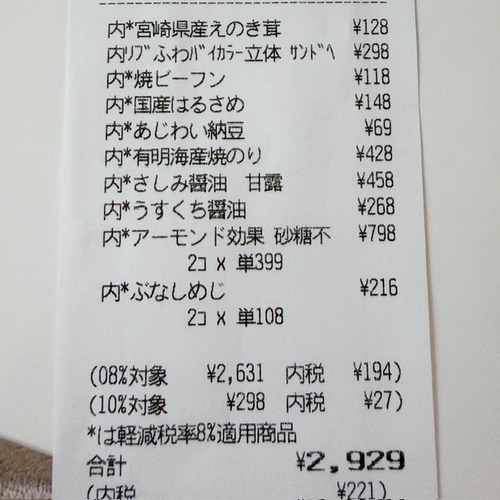 内*宮崎県産えのき茸 ¥128
内ﾘﾌﾞふわﾊﾞｲｶﾗｰ立体 ｻﾝﾄﾞﾍ ¥298
内*焼ビーフン ¥118
内*国産はるさめ ¥148
内*あじわい納豆 ¥69
内*有明海産焼のり ¥428
内*さしみ醤油 甘露 ¥458
内*うすくち醤油 ¥268
内*アーモンド効果 砂糖不 ¥798
2コ X 単399
内*ぶなしめじ ¥216
2コ X 単108
(08%対象 ¥2,631 内税 ¥194)
(10%対象 ¥298 内税 ¥27)
*は軽減税率8%適用商品
合計 ¥2,929
(内税 ¥221)